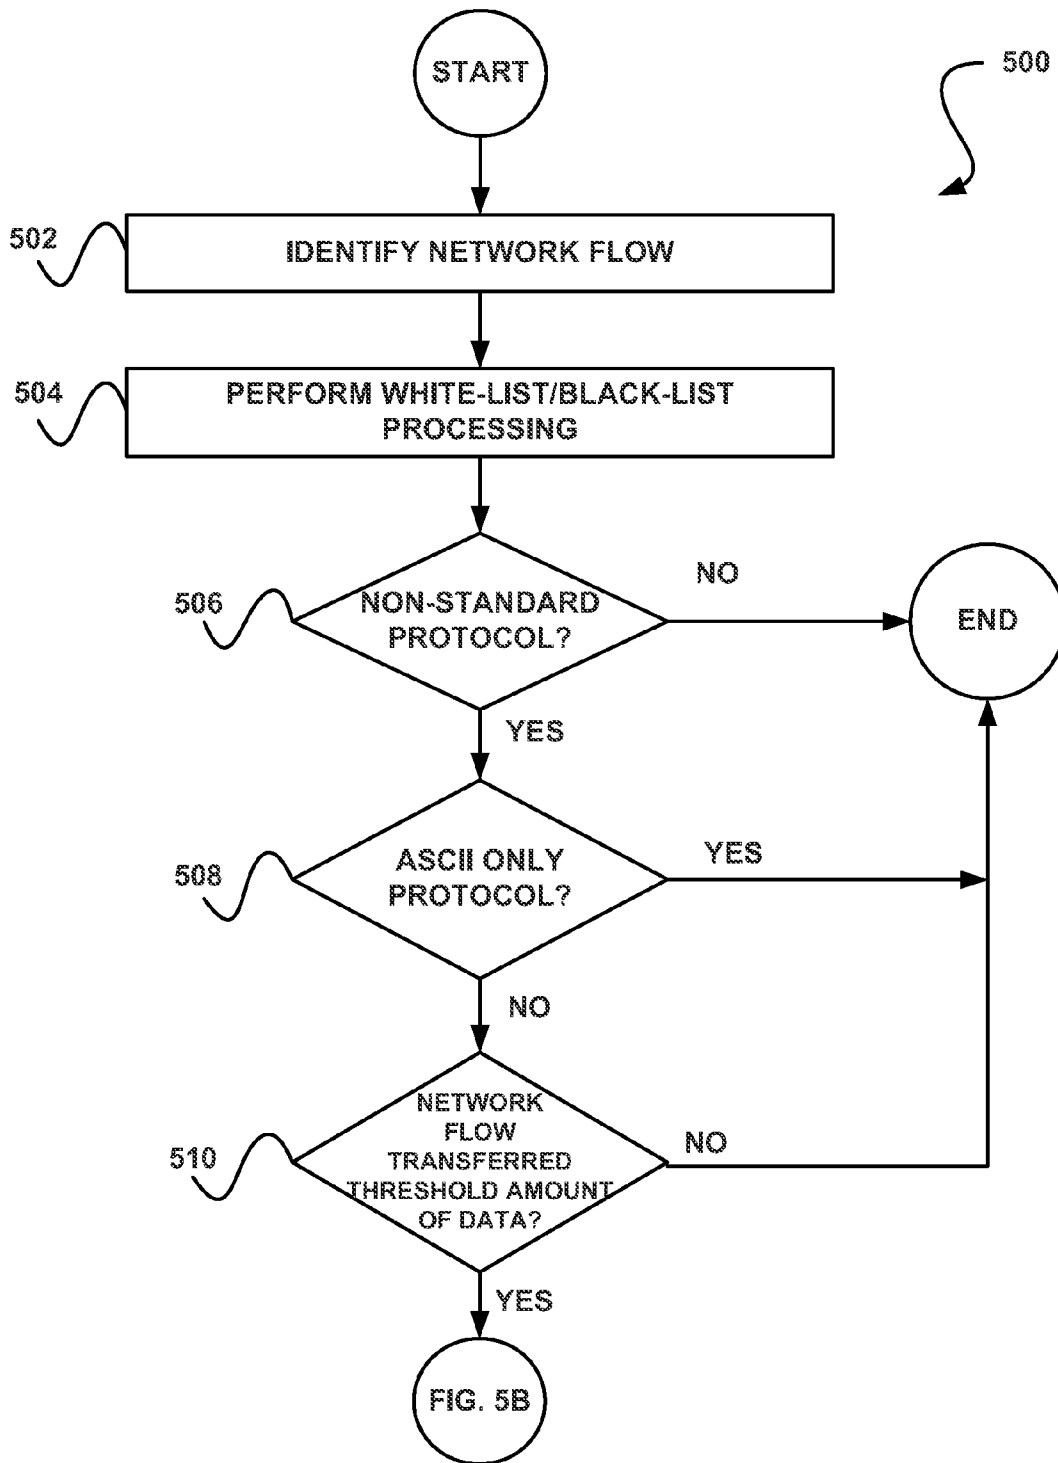 START
500
502
IDENTIFY NETWORK FLOW
504
PERFORM WHITE-LIST/BLACK-LIST
PROCESSING
506
NON-STANDARD
PROTOCOL?
NO
END
YES
508
ASCII ONLY
PROTOCOL?
YES
NO
510
NETWORK
FLOW
TRANSFERRED
THRESHOLD AMOUNT
OF DATA?
NO
YES
FIG. 5B